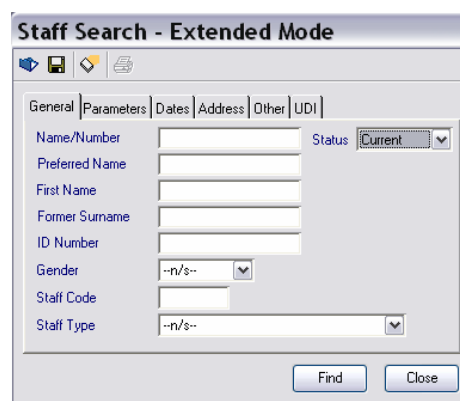 Staff Search - Extended Mode
General Parameters Dates Address Other UDI
Name/Number Status Current
Preferred Name
First Name
Former Surname
ID Number
Gender --n/s--
Staff Code
Staff Type --n/s--
Find Close